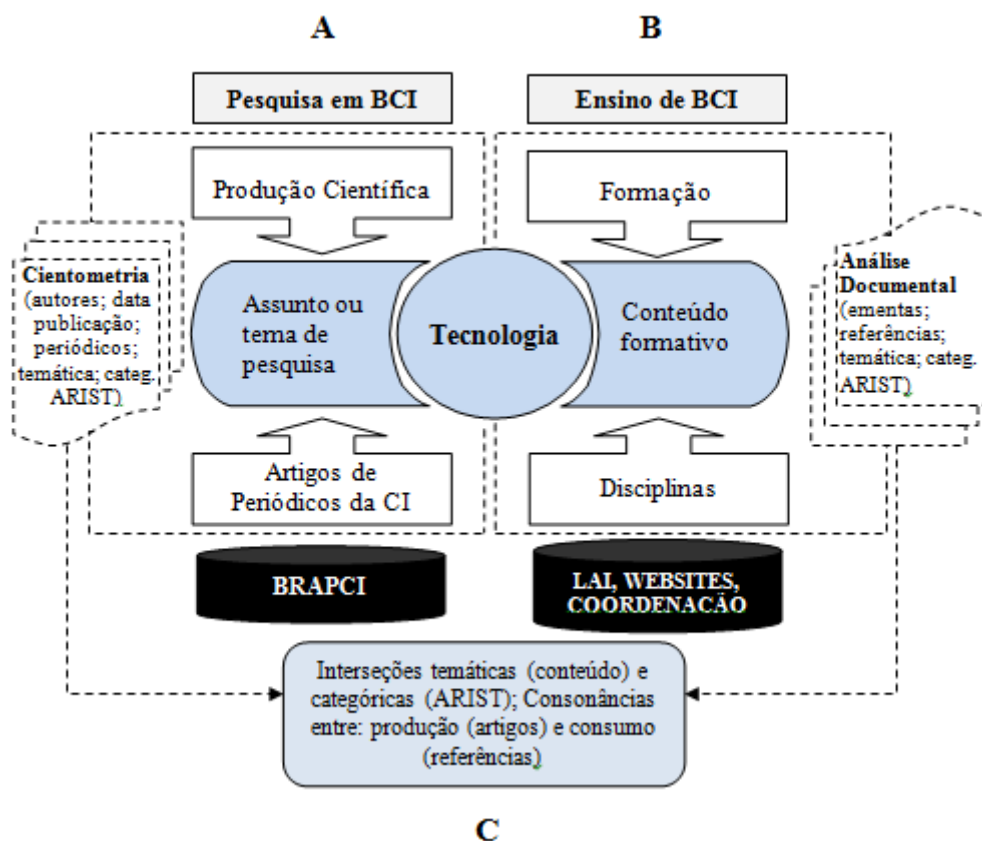 A
B
Pesquisa em BCI
Ensino de BCI
Produção Científica
Formação
Cientometria
(autores; data
publicação;
periódicos;
temática; categ.
ARIST)
Assunto ou
tema de
pesquisa
Tecnologia
Conteúdo
formativo
Análise
Documental
(ementas;
referências;
temática; categ.
ARIST)
Artigos de
Periódicos da CI
Disciplinas
BRAPCI
LAI, WEBSITES,
COORDENACÃO
Interseções temáticas (conteúdo) e
categóricas (ARIST); Consonâncias
entre: produção (artigos) e consumo
(referências)
C